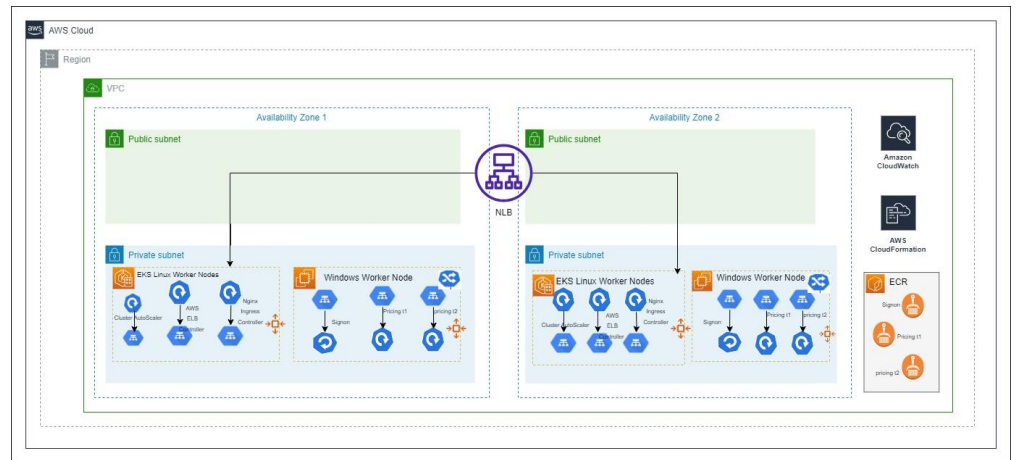 aws
AWS Cloud
Region
VPC
Availability Zone 1
Public subnet
Private subnet
EKS Linux Worker Nodes
Cluster AutoScaler
AWS
ELB
Controller
Nginx
Ingress
Controller
Windows Worker Node
Signon
Pricing t1
pricing t2
NLB
Availability Zone 2
Public subnet
Private subnet
EKS Linux Worker Nodes
Cluster AutoScaler
AWS
ELB
Controller
Nginx
Ingress
Controller
Windows Worker Node
Signon
Pricing t1
pricing t2
Amazon
CloudWatch
AWS
CloudFormation
ECR
Signon
Pricing t1
pricing t2